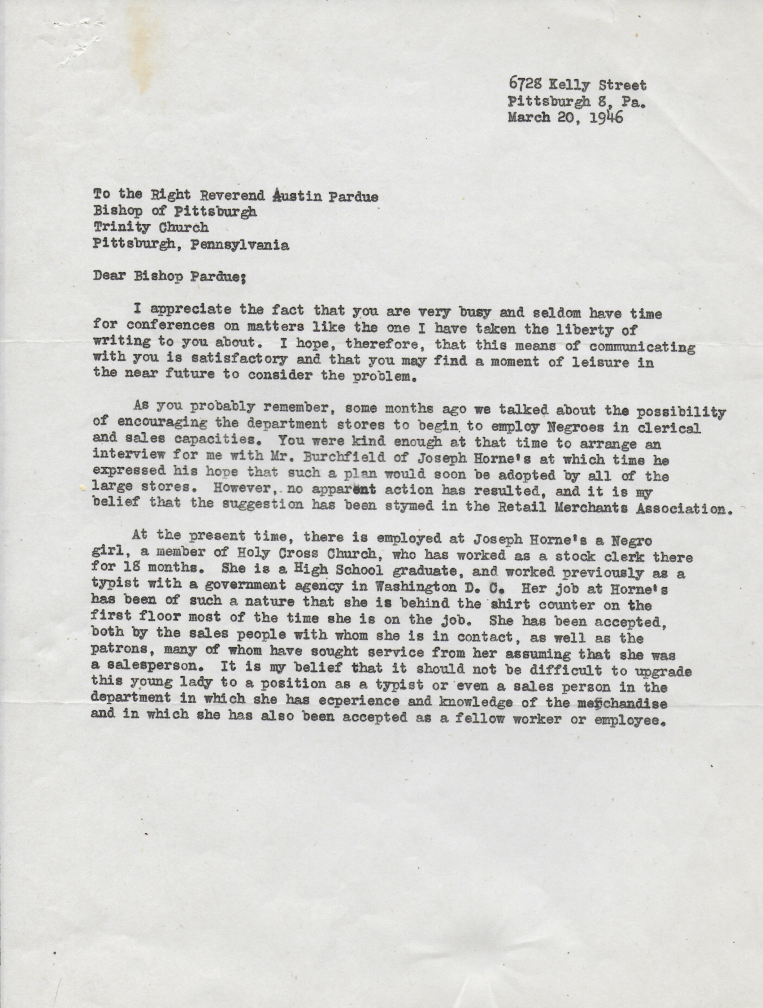 6728 Kelly Street
Pittsburgh 8, Pa.
March 20, 1946
To the Right Reverend Austin Pardue
Bishop of Pittsburgh
Trinity Church
Pittsburgh, Pennsylvania
Dear Bishop Pardue;
I appreciate the fact that you are very busy and seldom have time
for conferences on matters like the one I have taken the liberty of
writing to you about. I hope, therefore, that this means of communicating
with you is satisfactory and that you may find a moment of leisure in
the near future to consider the problem.
As you probably remember, some months ago we talked about the possibility
of encouraging the department stores to begin to employ Negroes in clerical
and sales capacities. You were kind enough at that time to arrange an
interview for me with Mr. Burchfield of Joseph Horne's at which time he
expressed his hope that such a plan would soon be adopted by all of the
large stores. However, no apparent action has resulted, and it is my
belief that the suggestion has been stymed in the Retail Merchants Association.
At the present time, there is employed at Joseph Horne's a Negro
girl, a member of Holy Cross Church, who has worked as a stock clerk there
for 18 months. She is a High School graduate, and worked previously as a
typist with a government agency in Washington D. C. Her job at Horne's
has been of such a nature that she is behind the shirt counter on the
first floor most of the time she is on the job. She has been accepted,
both by the sales people with whom she is in contact, as well as the
patrons, many of whom have sought service from her assuming that she was
a salesperson. It is my belief that it should not be difficult to upgrade
this young lady to a position as a typist or even a sales person in the
department in which she has ecperience and knowledge of the merchandise
and in which she has also been accepted as a fellow worker or employee.